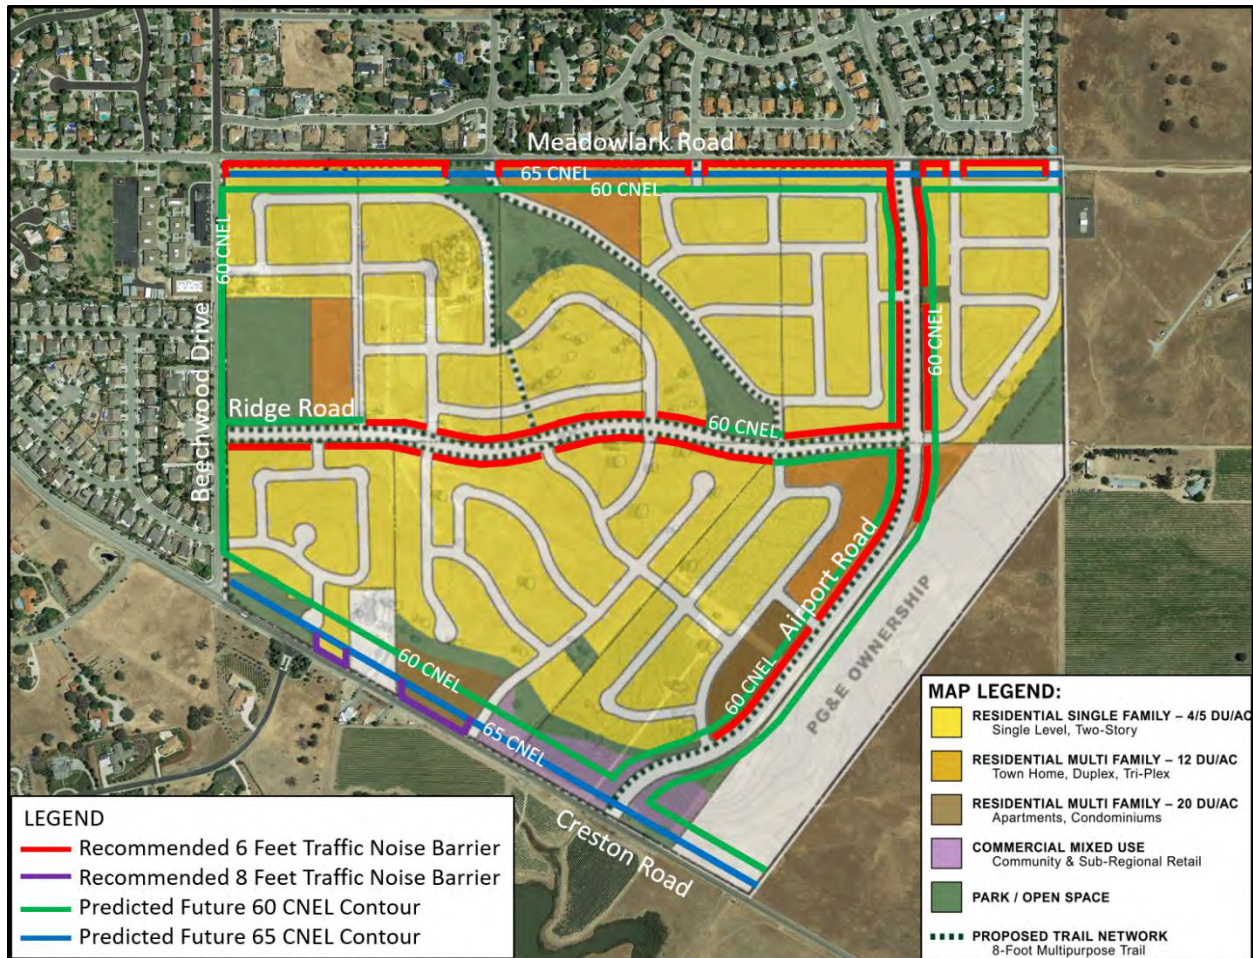 Meadowlark Road
65 CNEL
60 CNEL
60 CNEL
Beechwood Drive
60 CNEL
Ridge Road
60 CNEL
Airport Road
60 CNEL
60 CNEL
65 CNEL
PG&E OWNERSHIP
Creston Road
LEGEND
Recommended 6 Feet Traffic Noise Barrier
Recommended 8 Feet Traffic Noise Barrier
Predicted Future 60 CNEL Contour
Predicted Future 65 CNEL Contour
MAP LEGEND:
RESIDENTIAL SINGLE FAMILY – 4/5 DU/AC
Single Level, Two-Story
RESIDENTIAL MULTI FAMILY – 12 DU/AC
Town Home, Duplex, Tri-Plex
RESIDENTIAL MULTI FAMILY – 20 DU/AC
Apartments, Condominiums
COMMERCIAL MIXED USE
Community & Sub-Regional Retail
PARK / OPEN SPACE
PROPOSED TRAIL NETWORK
8-Foot Multipurpose Trail